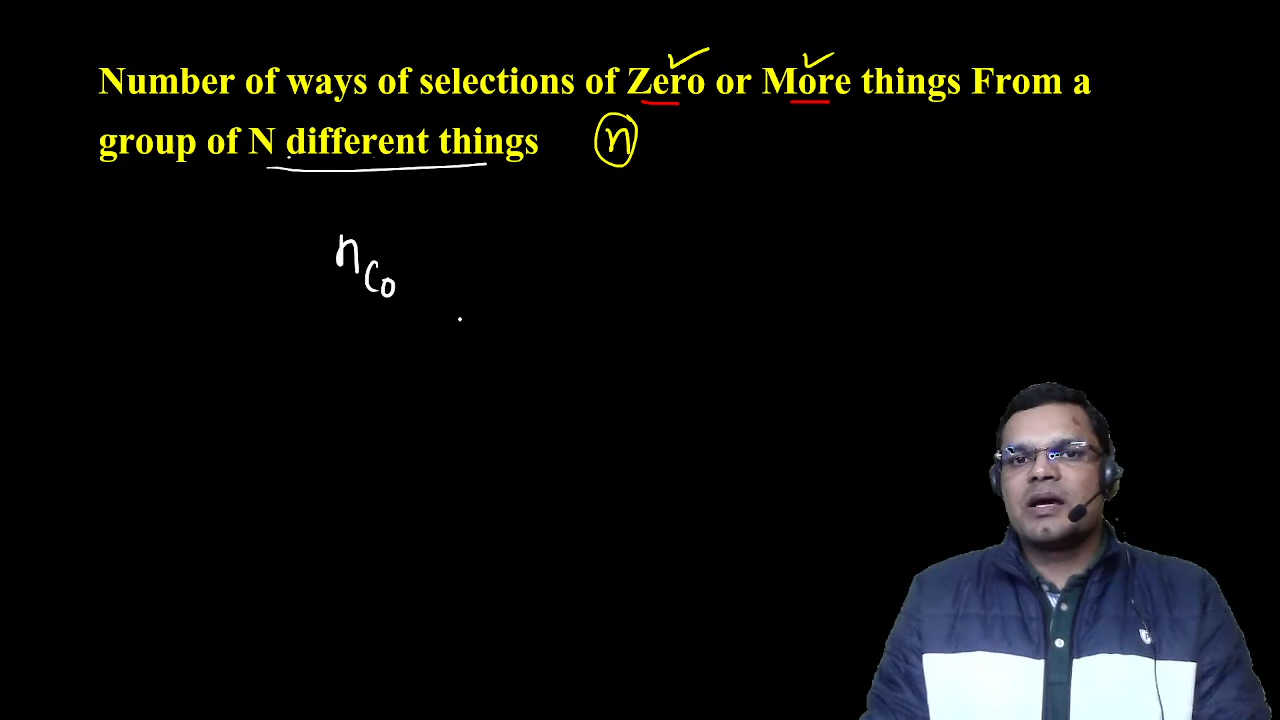 Number of ways of selections of Zero or More things From a
group of N different things n
nC0